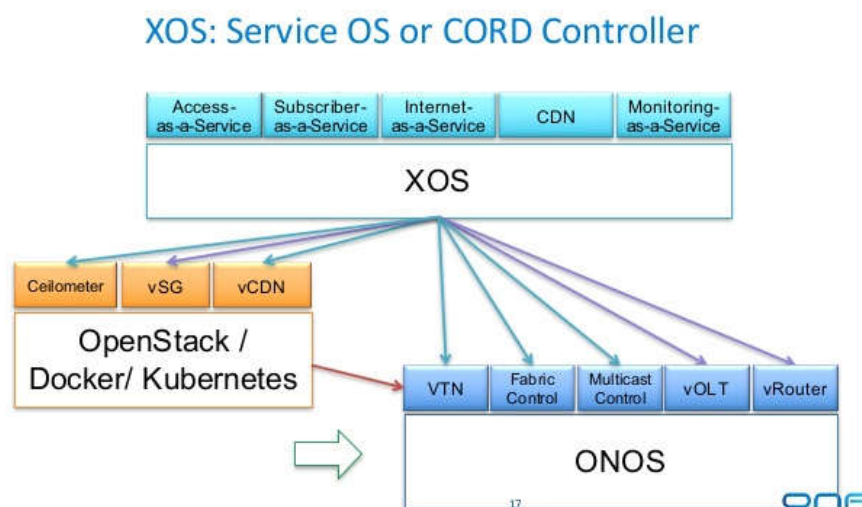 XOS: Service OS or CORD Controller
Access-
as-a-Service
Subscriber-
as-a-Service
Internet-
as-a-Service
CDN
Monitoring-
as-a-Service
XOS
Ceilometer
vSG
vCDN
OpenStack /
Docker/ Kubernetes
VTN
Fabric
Control
Multicast
Control
vOLT
vRouter
ONOS
17